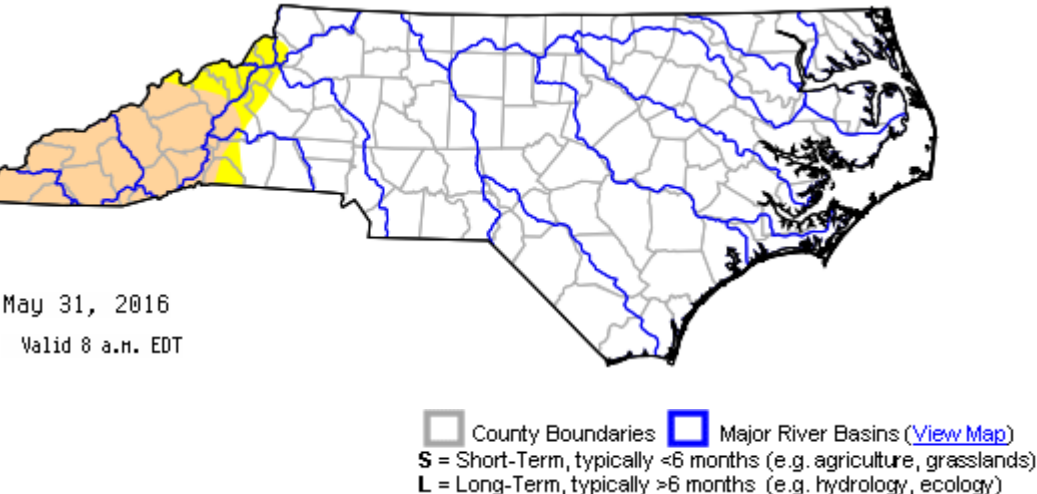 May 31, 2016
Valid 8 a.m. EDT
County Boundaries Major River Basins (View Map)
S = Short-Term, typically <6 months (e.g. agriculture, grasslands)
L = Long-Term, typically >6 months (e.g. hydrology, ecology)